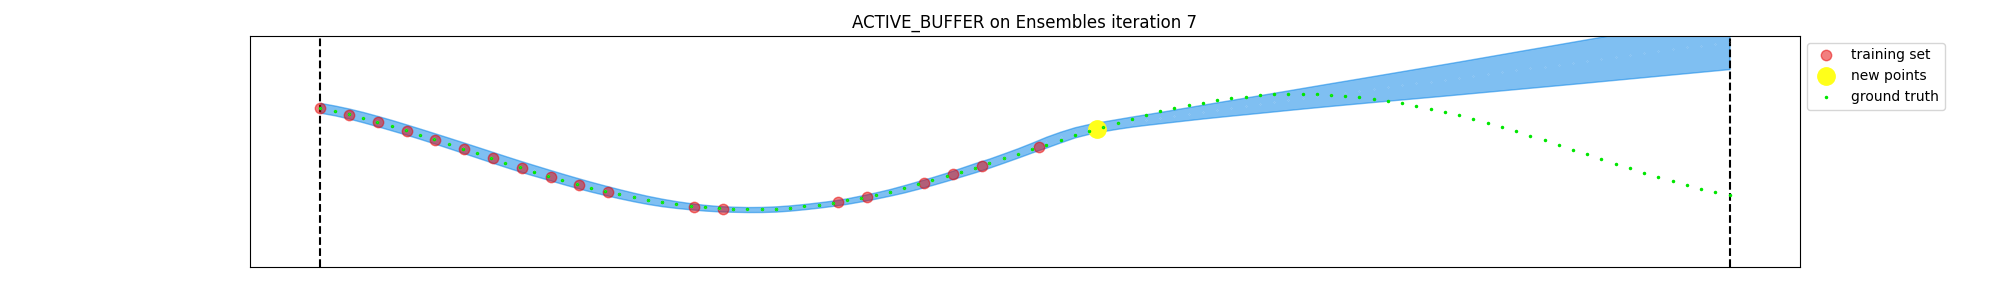 ACTIVE_BUFFER on Ensembles iteration 7
training set
new points
ground truth